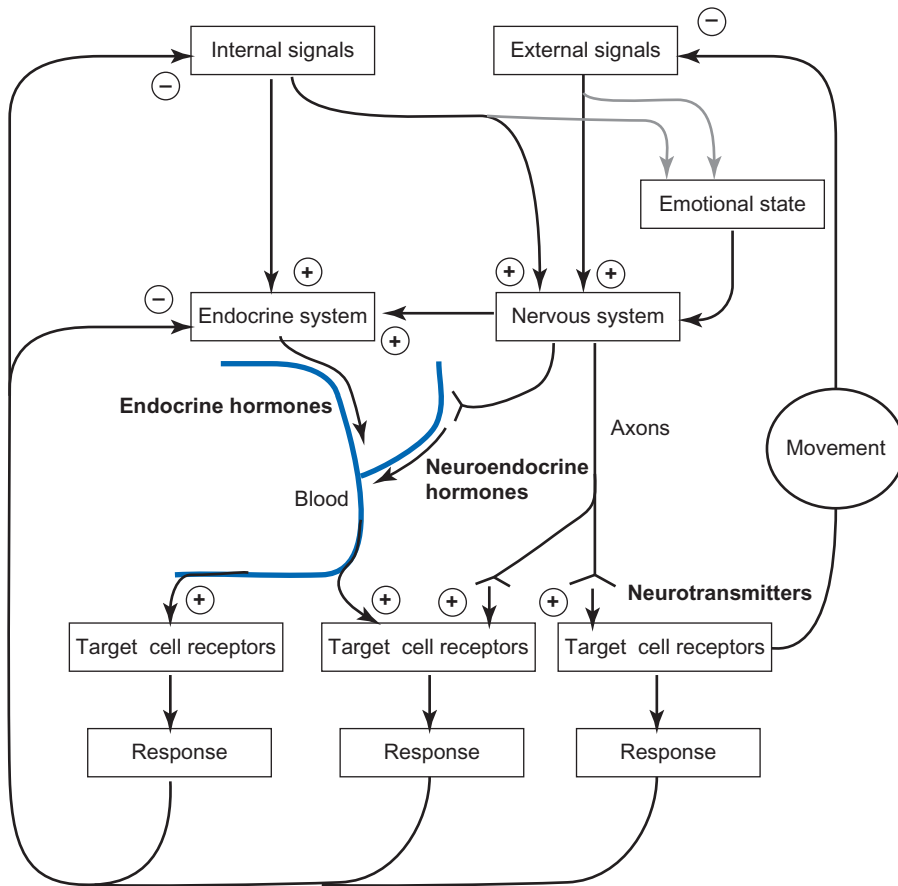 Internal signals
External signals
−
−
Emotional state
+
+
+
−
Endocrine system
Nervous system
+
Endocrine hormones
Axons
Movement
Neuroendocrine
hormones
Blood
Neurotransmitters
+
+
+
+
Target cell receptors
Target cell receptors
Target cell receptors
Response
Response
Response